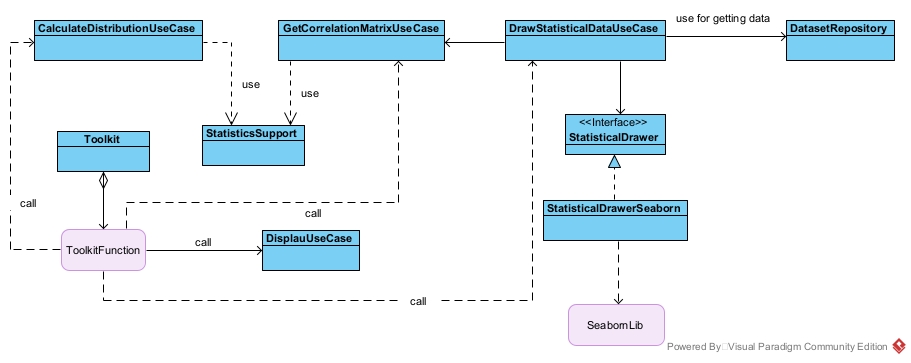 use for getting data
CalculateDistributionUseCase
GetCorrelationMatrixUseCase
DrawStatisticalDataUseCase
DatasetRepository
use
use
<<Interface>>
StatisticalDrawer
StatisticsSupport
Toolkit
call
call
StatisticalDrawerSeaborn
ToolkitFunction
call
DisplauUseCase
call
SeabornLib
Powered By Visual Paradigm Community Edition